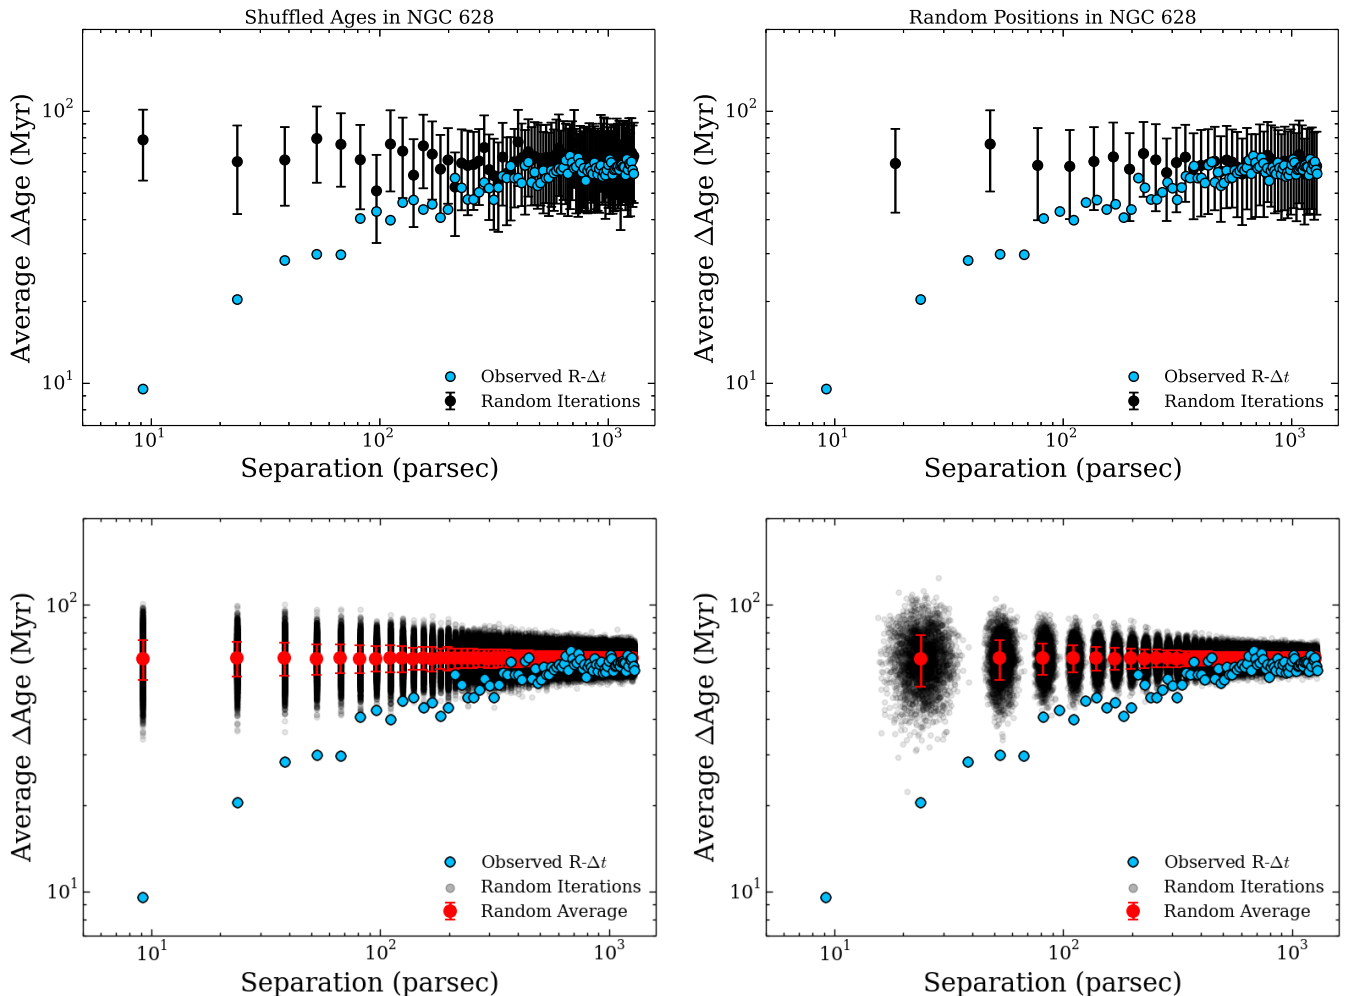 Shuffled Ages in NGC 628
Average ΔAge (Myr)
10²
10¹
Observed R-Δt
Random Iterations
10¹ 10² 10³
Separation (parsec)
Random Positions in NGC 628
Average ΔAge (Myr)
10²
10¹
Observed R-Δt
Random Iterations
10¹ 10² 10³
Separation (parsec)
Average ΔAge (Myr)
10²
10¹
Observed R-Δt
Random Iterations
Random Average
10¹ 10² 10³
Separation (parsec)
Average ΔAge (Myr)
10²
10¹
Observed R-Δt
Random Iterations
Random Average
10¹ 10² 10³
Separation (parsec)